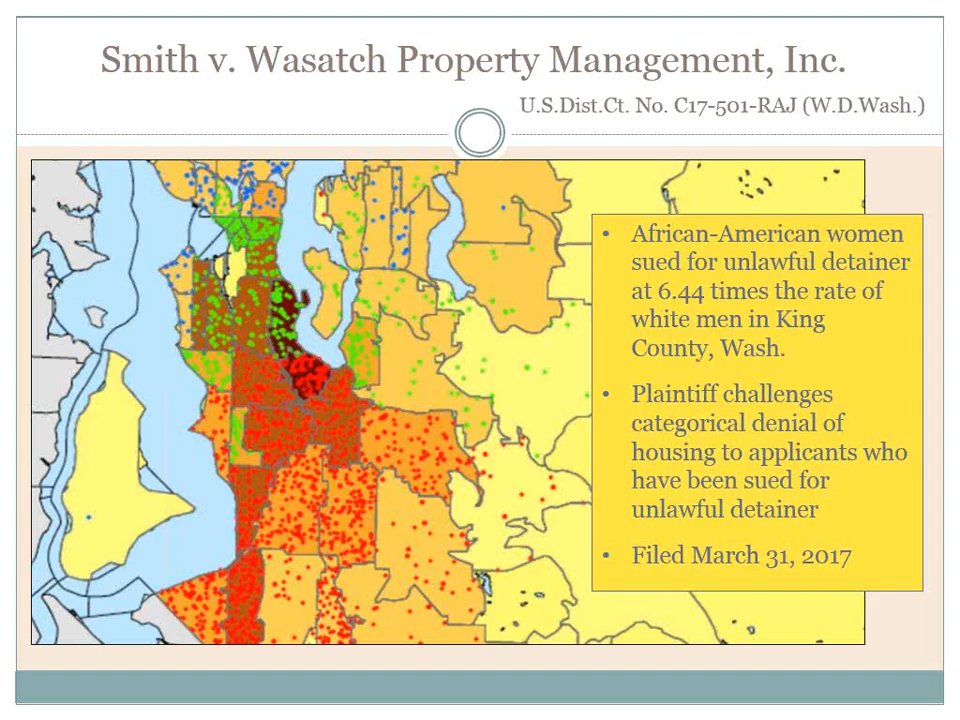 Smith v. Wasatch Property Management, Inc.
U.S.Dist.Ct. No. C17-501-RAJ (W.D.Wash.)
• African-American women
sued for unlawful detainer
at 6.44 times the rate of
white men in King
County, Wash.
• Plaintiff challenges
categorical denial of
housing to applicants who
have been sued for
unlawful detainer
• Filed March 31, 2017